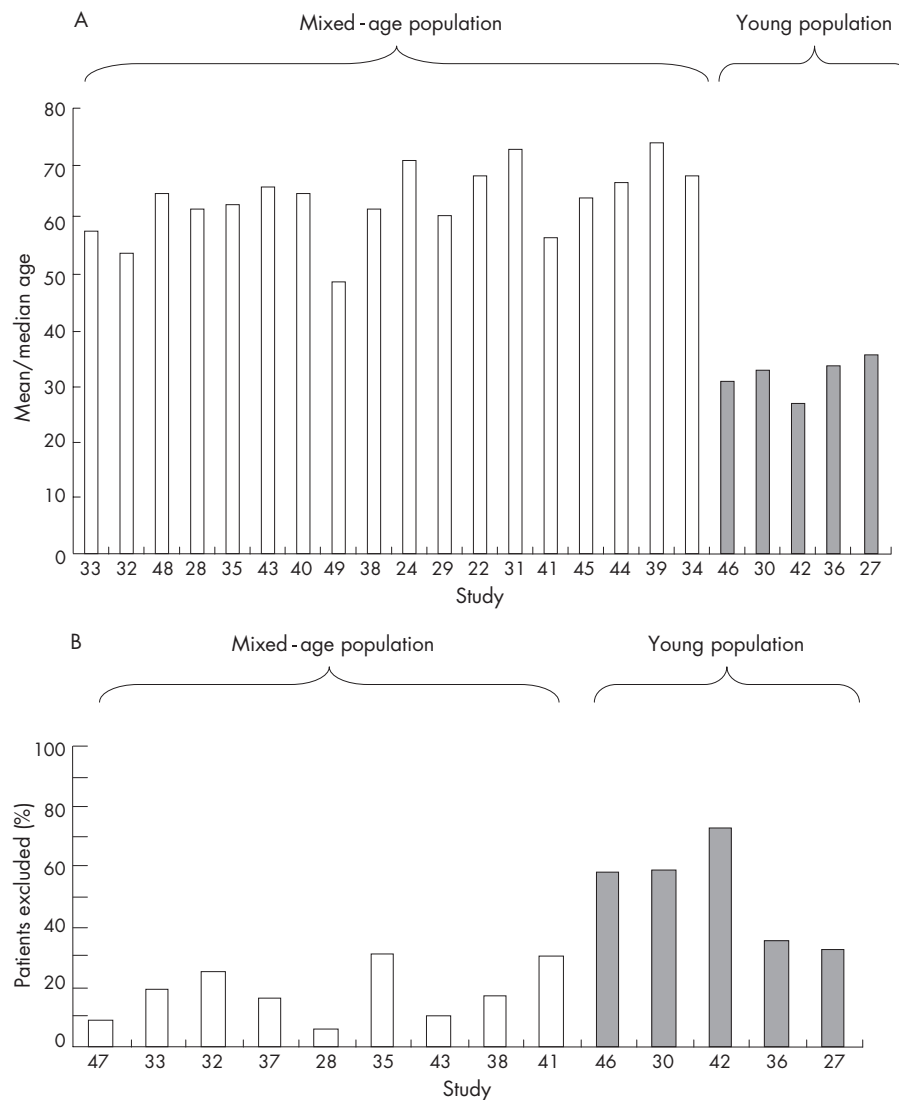 A
Mixed-age population
Young population
80
70
60
50
40
30
20
10
0
Mean/median age
33 32 48 28 35 43 40 49 38 24 29 22 31 41 45 44 39 34 46 30 42 36 27
Study
B
Mixed-age population
Young population
100
80
60
40
20
0
Patients excluded (%)
47 33 32 37 28 35 43 38 41 46 30 42 36 27
Study